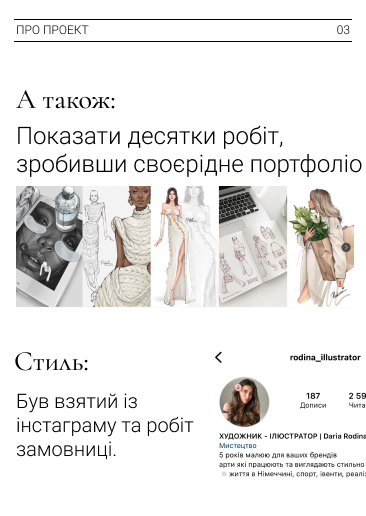 ПРО ПРОЕКТ 03
А також:
Показати десятки робіт,
зробивши своєрідне портфоліо
Стиль:
Був взятий із
інстаграму та робіт
замовниці.
rodina_illustrator
187 2 59
Дописи Чита
ХУДОЖНИК - ІЛЮСТРАТОР | Daria Rodina
Мистецтво
5 років малюю для ваших брендів
арти які працюють та виглядають стильно
життя в Німеччині, спорт, івенти, реалі